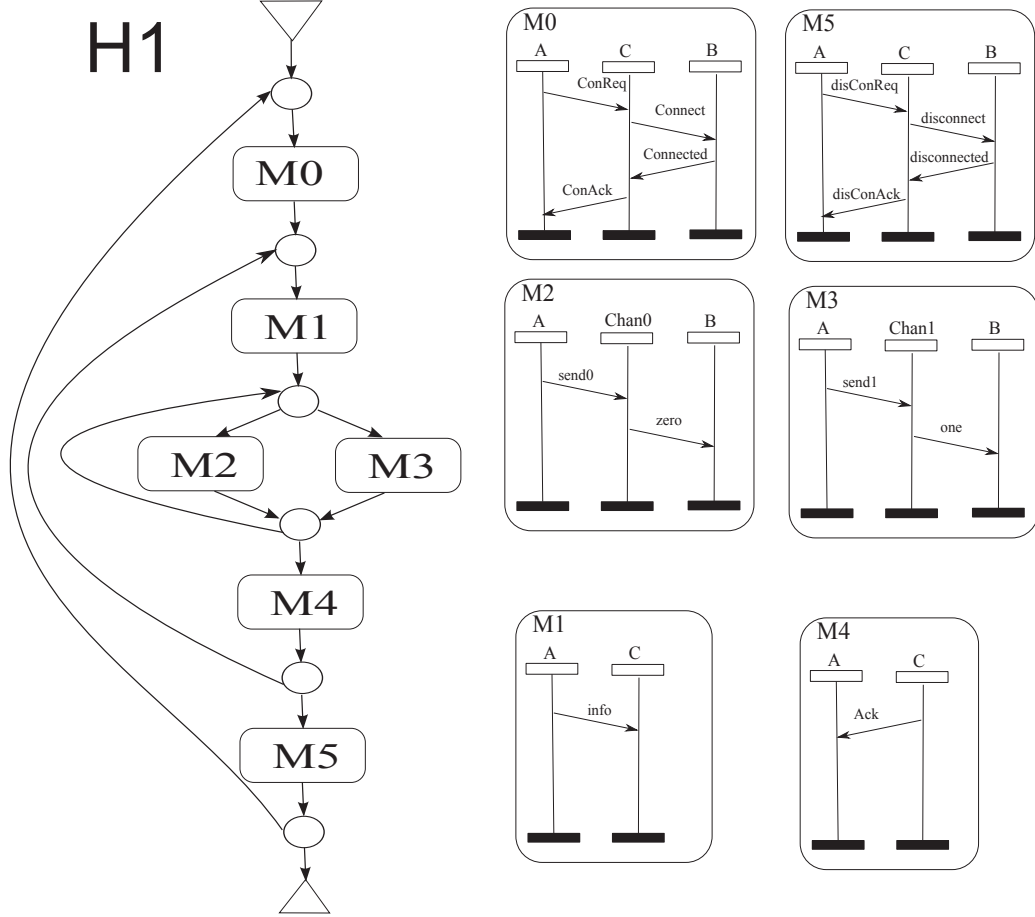 H1
M0
M1
M2 M3
M4
M5
M0
A C B
ConReq
Connect
Connected
ConAck
M5
A C B
disConReq
disconnect
disconnected
disConAck
M2
A Chan0 B
send0
zero
M3
A Chan1 B
send1
one
M1
A C
info
M4
A C
Ack